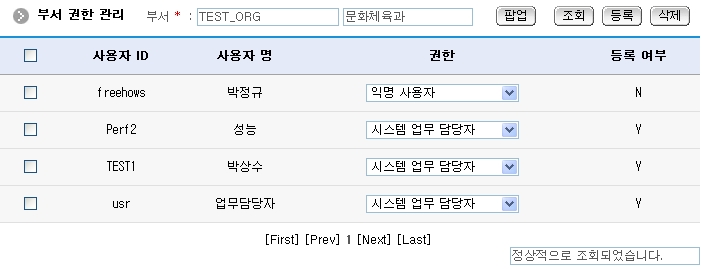 부서 권한 관리 부서 * : TEST_ORG 문화체육과 팝업 조회 등록 삭제
사용자 ID 사용자 명 권한 등록 여부
freehows 박정규 익명 사용자 N
Perf2 성능 시스템 업무 담당자 Y
TEST1 박상수 시스템 업무 담당자 Y
usr 업무담당자 시스템 업무 담당자 Y
[First] [Prev] 1 [Next] [Last]
정상적으로 조회되었습니다.